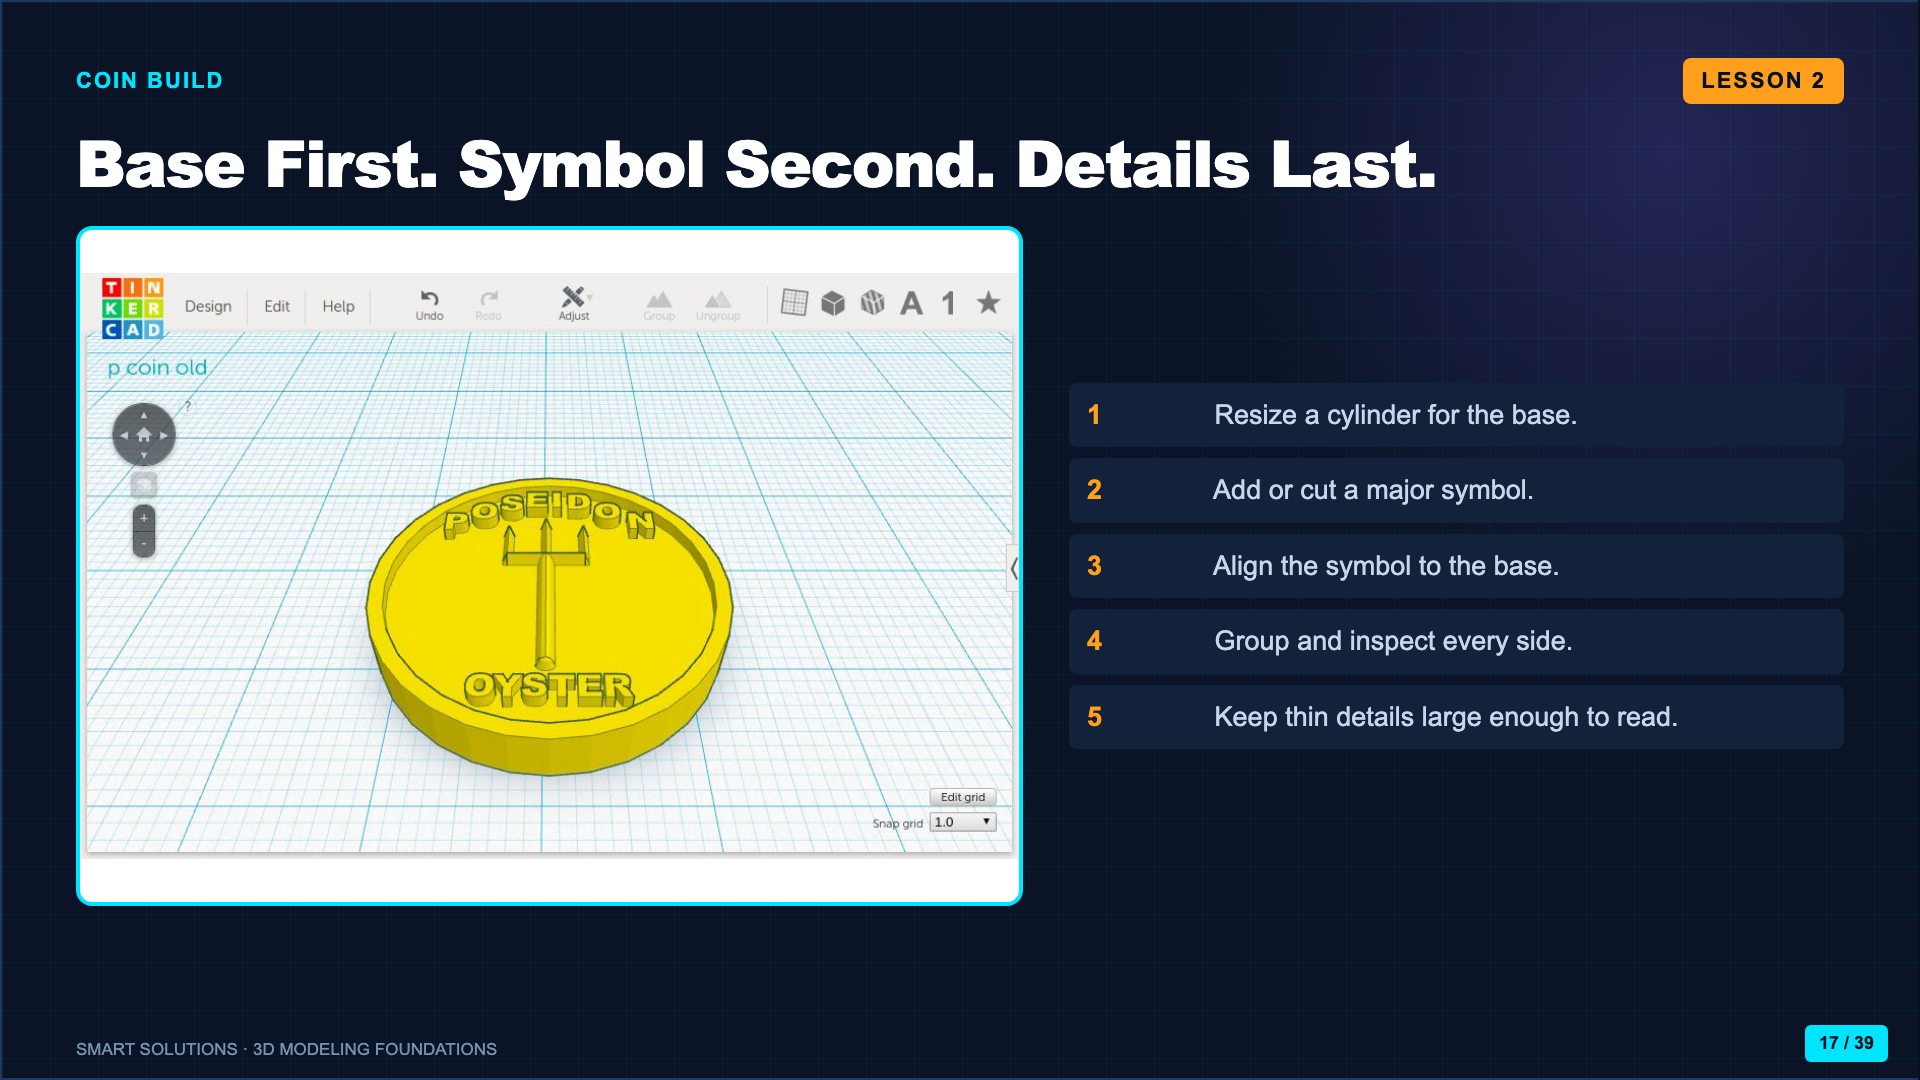 COIN BUILD
LESSON 2
Base First. Symbol Second. Details Last.
TIN
KER
CAD
Design
Edit
Help
Undo
Redo
Adjust
Group
Ungroup
A
1
p coin old
?
+
-
POSEIDON
OYSTER
Edit grid
Snap grid 1.0
1 Resize a cylinder for the base.
2 Add or cut a major symbol.
3 Align the symbol to the base.
4 Group and inspect every side.
5 Keep thin details large enough to read.
SMART SOLUTIONS · 3D MODELING FOUNDATIONS
17 / 39